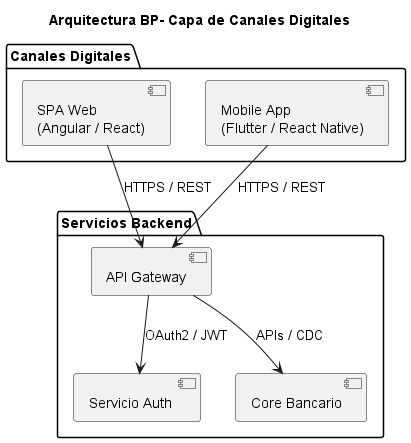 Arquitectura BP- Capa de Canales Digitales
Canales Digitales
SPA Web
(Angular / React)
Mobile App
(Flutter / React Native)
HTTPS / REST
HTTPS / REST
Servicios Backend
API Gateway
OAuth2 / JWT
APIs / CDC
Servicio Auth
Core Bancario